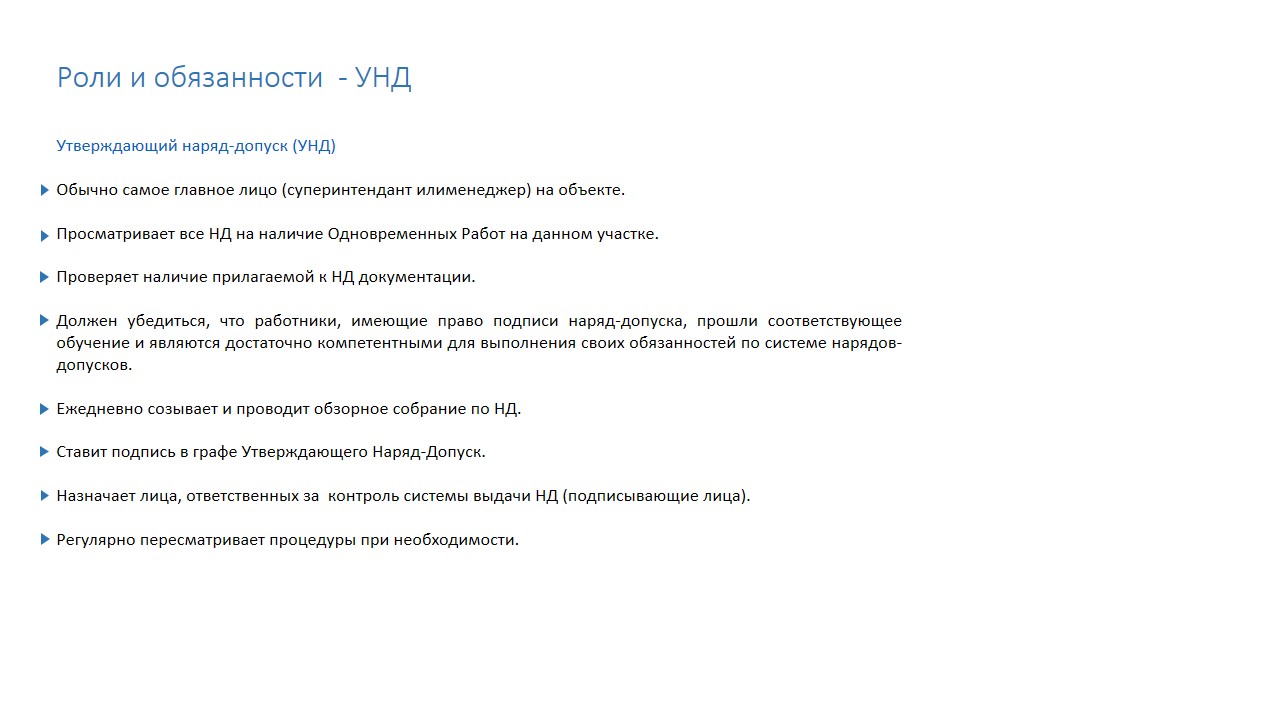 Роли и обязанности  - УНД
Утверждающий наряд-допуск (УНД)
Обычно самое главное лицо (суперинтендант илименеджер) на объекте.
Просматривает все НД на наличие Одновременных Работ на данном участке.
Проверяет наличие прилагаемой к НД документации.
Должен убедиться, что работники, имеющие право подписи наряд-допуска, прошли соответствующее
обучение и являются достаточно компетентными для выполнения своих обязанностей по системе нарядов-
допусков.
Ежедневно созывает и проводит обзорное собрание по НД.
Ставит подпись в графе Утверждающего Наряд-Допуск.
Назначает лица, ответственных за  контроль системы выдачи НД (подписывающие лица).
Регулярно пересматривает процедуры при необходимости.